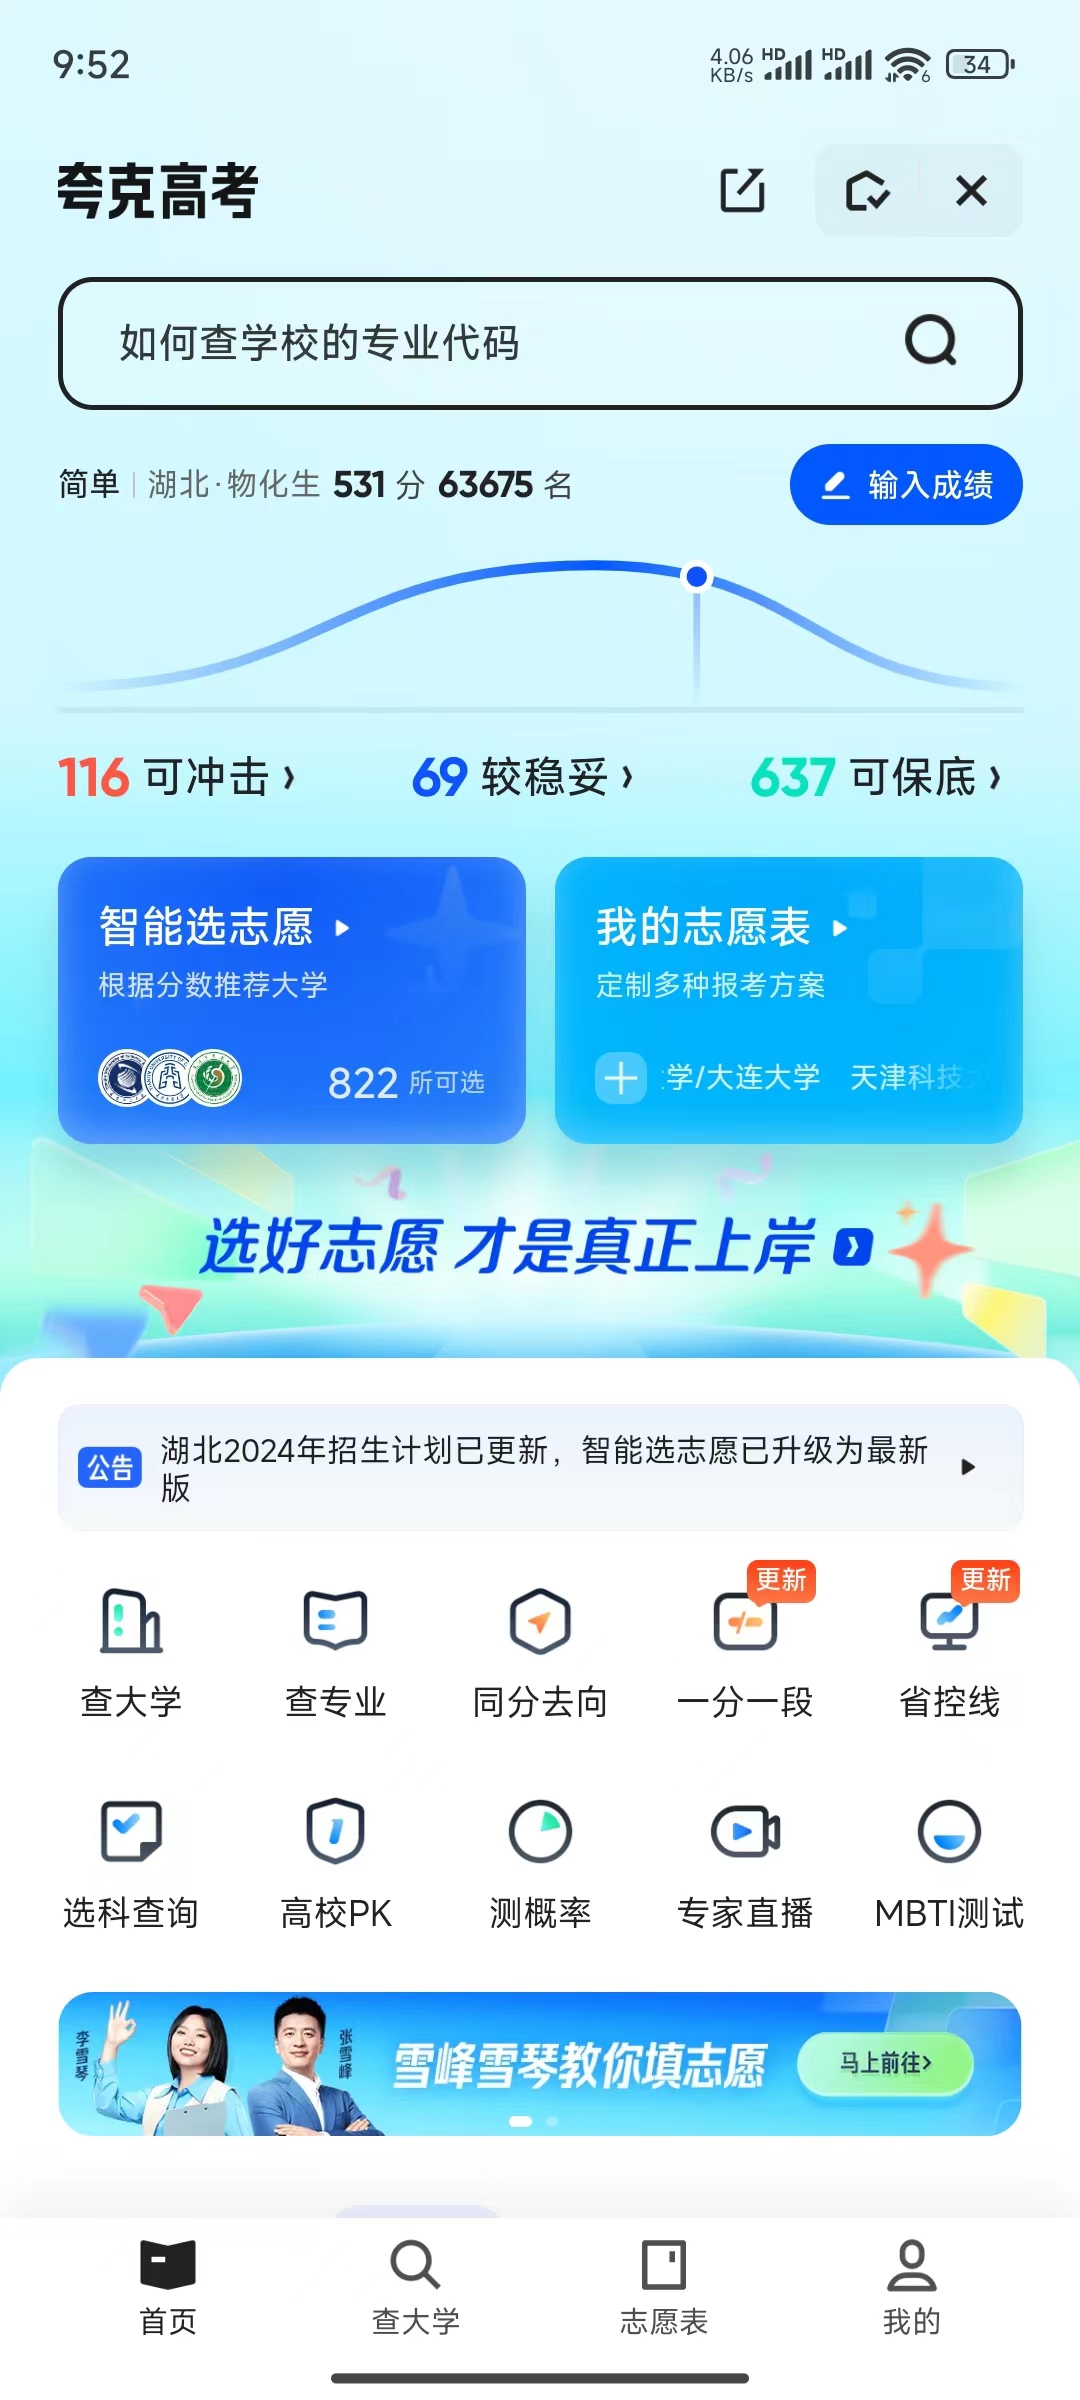 9:52
4.06 KB/s HD HD 6 34
夸克高考
如何查学校的专业代码
简单 湖北·物化生 531 分 63675 名
输入成绩
116 可冲击
69 较稳妥
637 可保底
智能选志愿
根据分数推荐大学
822 所可选
我的志愿表
定制多种报考方案
学/大连大学 天津科技
选好志愿 才是真正上岸
公告
湖北2024年招生计划已更新，智能选志愿已升级为最新
版
更新 更新
查大学 查专业 同分去向 一分一段 省控线
选科查询 高校PK 测概率 专家直播 MBTI测试
李雪琴
张雪峰
雪峰雪琴教你填志愿
马上前往
首页 查大学 志愿表 我的